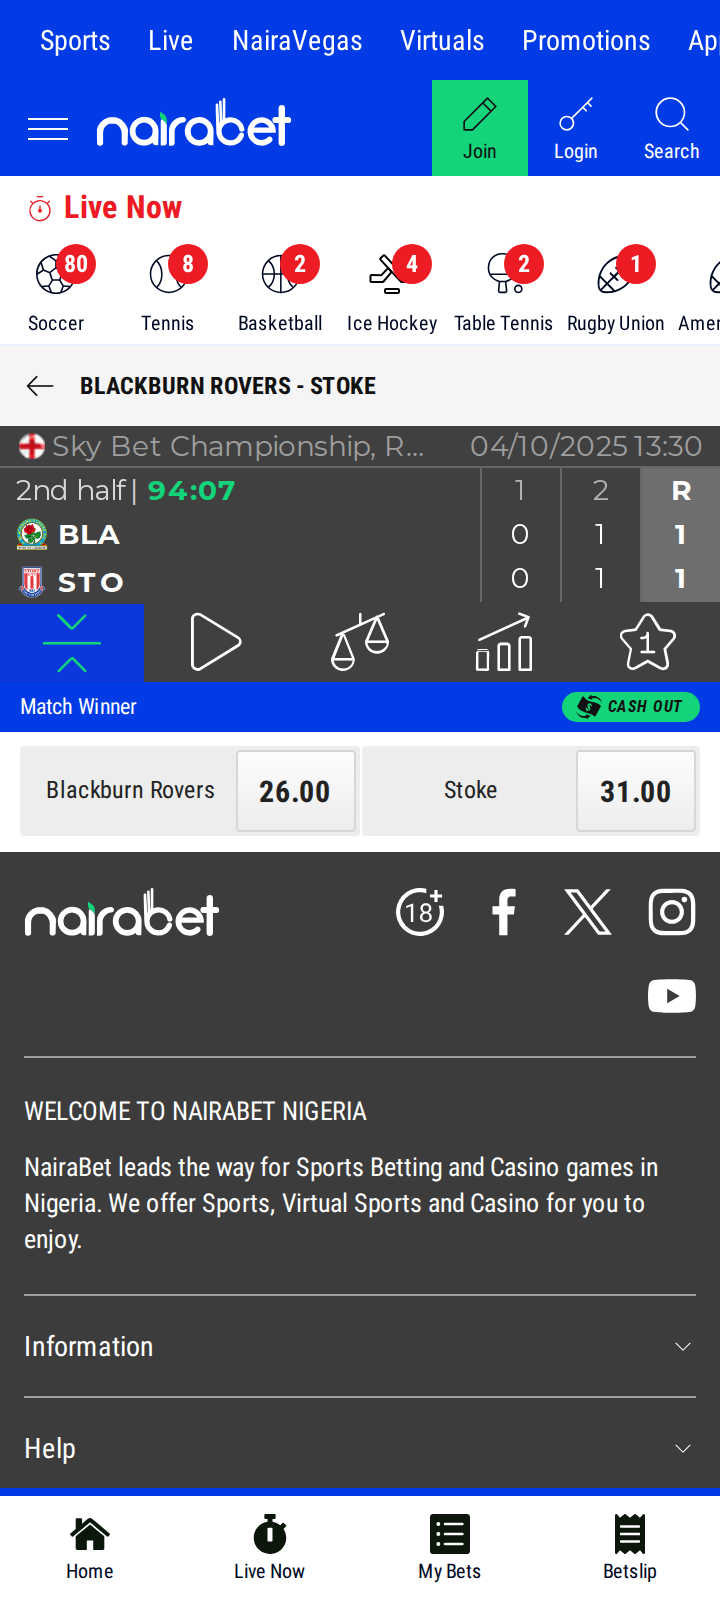 Sports Live NairaVegas Virtuals Promotions App
nairabet
Join Login Search
Live Now
80 8 2 4 2 1
Soccer Tennis Basketball Ice Hockey Table Tennis Rugby Union Amer
BLACKBURN ROVERS - STOKE
Sky Bet Championship, R... 04/10/2025 13:30
2nd half | 94:07 1 2 R
BLA 0 1 1
STO 0 1 1
1
Match Winner CASH OUT
Blackburn Rovers 26.00 Stoke 31.00
nairabet 18+
WELCOME TO NAIRABET NIGERIA
NairaBet leads the way for Sports Betting and Casino games in
Nigeria. We offer Sports, Virtual Sports and Casino for you to
enjoy.
Information
Help
Home Live Now My Bets Betslip